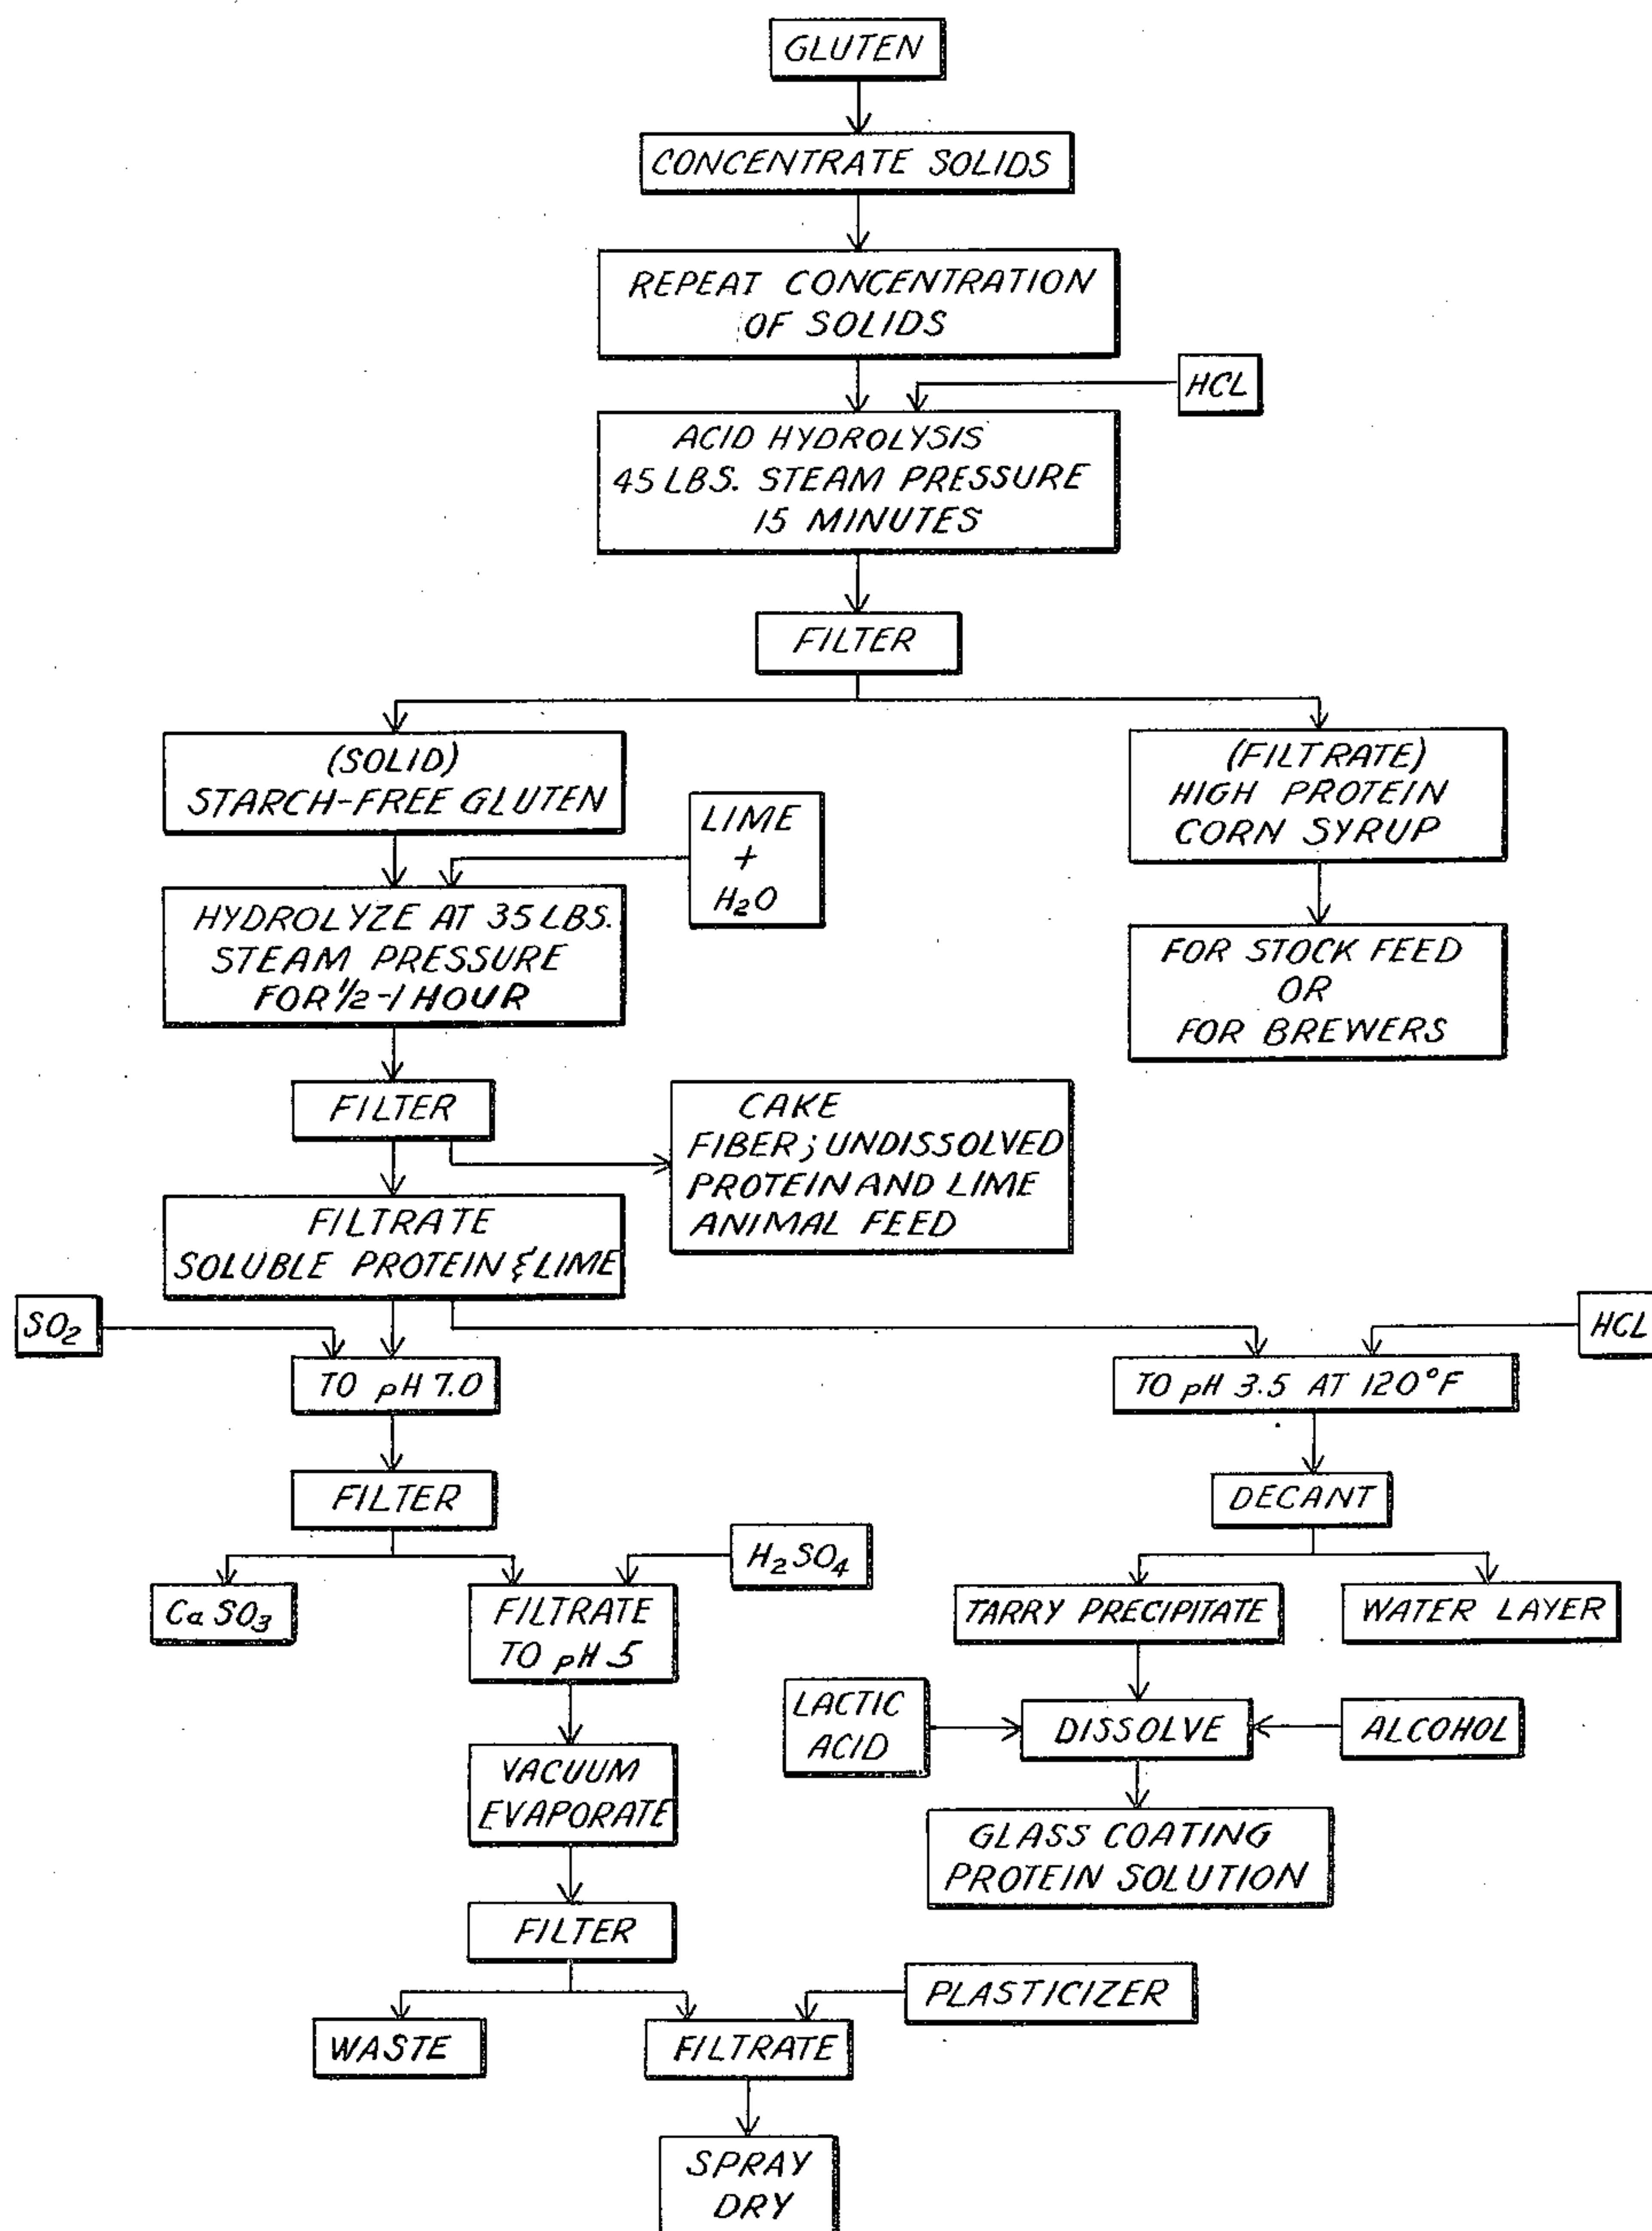 GLUTEN
CONCENTRATE SOLIDS
REPEAT CONCENTRATION
OF SOLIDS
HCL
ACID HYDROLYSIS
45 LBS. STEAM PRESSURE
15 MINUTES
FILTER
(SOLID)
STARCH-FREE GLUTEN
(FILTRATE)
HIGH PROTEIN
CORN SYRUP
LIME
+
H₂O
HYDROLYZE AT 35 LBS.
STEAM PRESSURE
FOR ½-1 HOUR
FOR STOCK FEED
OR
FOR BREWERS
FILTER
CAKE
FIBER; UNDISSOLVED
PROTEIN AND LIME
ANIMAL FEED
FILTRATE
SOLUBLE PROTEIN & LIME
SO₂
HCL
TO pH 7.0
TO pH 3.5 AT 120°F
FILTER
DECANT
H₂SO₄
CaSO₃
FILTRATE
TO pH 5
TARRY PRECIPITATE
WATER LAYER
LACTIC
ACID
DISSOLVE
ALCOHOL
VACUUM
EVAPORATE
GLASS COATING
PROTEIN SOLUTION
FILTER
PLASTICIZER
WASTE
FILTRATE
SPRAY
DRY